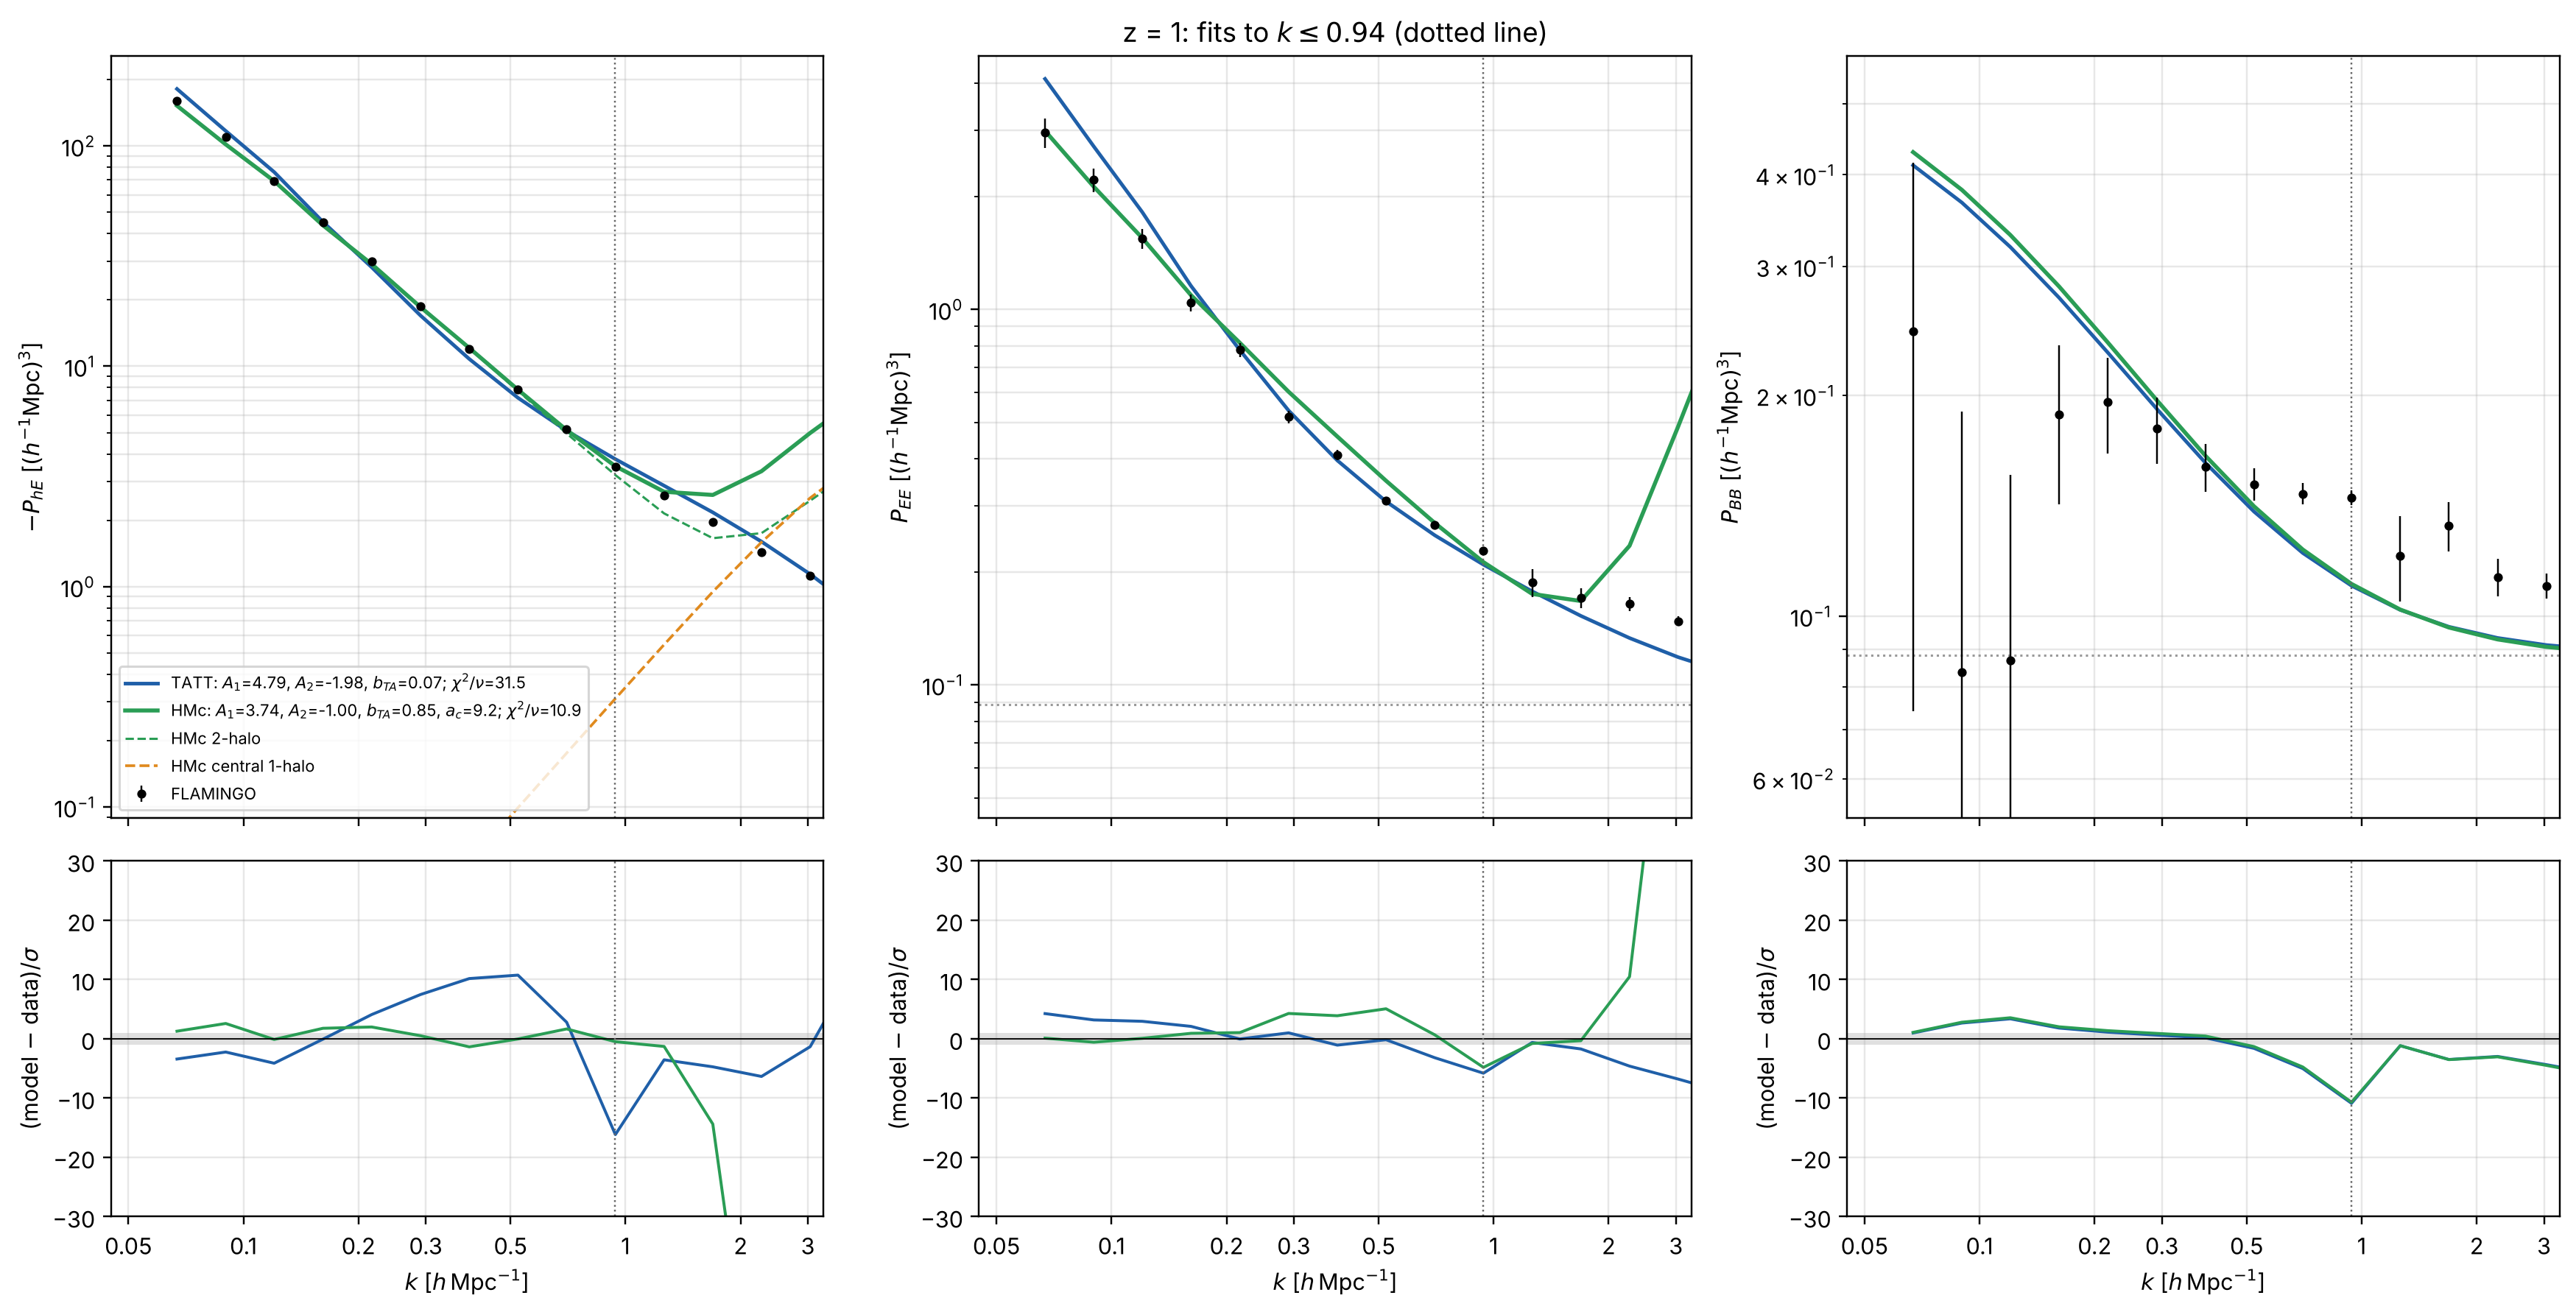 z = 1: fits to k ≤ 0.94 (dotted line)
−P_hE [(h⁻¹Mpc)³]
10²
10¹
10⁰
10⁻¹
TATT: A₁=4.79, A₂=-1.98, b_TA=0.07; χ²/ν=31.5
HMc: A₁=3.74, A₂=-1.00, b_TA=0.85, a_c=9.2; χ²/ν=10.9
HMc 2-halo
HMc central 1-halo
FLAMINGO
P_EE [(h⁻¹Mpc)³]
10⁰
10⁻¹
P_BB [(h⁻¹Mpc)³]
4 × 10⁻¹
3 × 10⁻¹
2 × 10⁻¹
10⁻¹
6 × 10⁻²
(model − data)/σ
30
20
10
0
−10
−20
−30
0.05 0.1 0.2 0.3 0.5 1 2 3
k [h Mpc⁻¹]
(model − data)/σ
30
20
10
0
−10
−20
−30
0.05 0.1 0.2 0.3 0.5 1 2 3
k [h Mpc⁻¹]
(model − data)/σ
30
20
10
0
−10
−20
−30
0.05 0.1 0.2 0.3 0.5 1 2 3
k [h Mpc⁻¹]